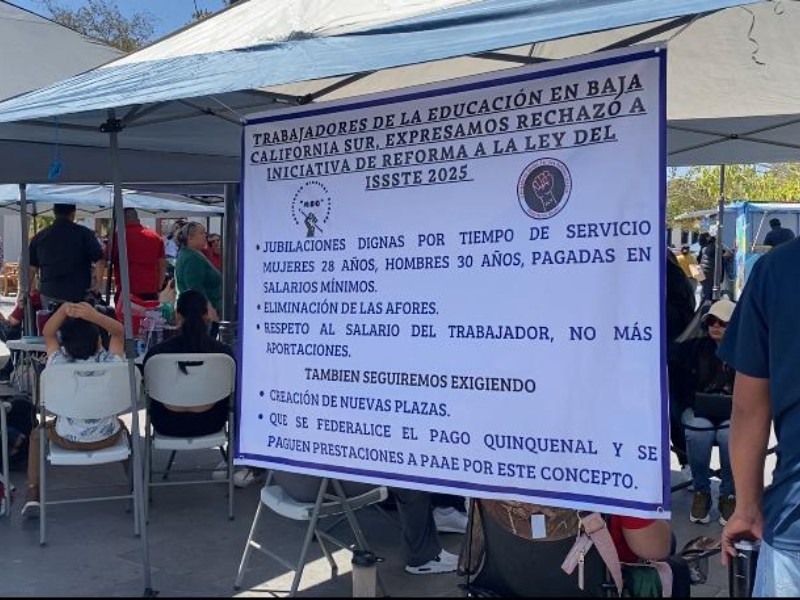 TRABAJADORES DE LA EDUCACIÓN EN BAJA
CALIFORNIA SUR, EXPRESAMOS RECHAZÓ A
INICIATIVA DE REFORMA A LA LEY DEL
ISSSTE 2025
• JUBILACIONES DIGNAS POR TIEMPO DE SERVICIO
MUJERES 28 AÑOS, HOMBRES 30 AÑOS, PAGADAS EN
SALARIOS MÍNIMOS.
• ELIMINACIÓN DE LAS AFORES.
• RESPETO AL SALARIO DEL TRABAJADOR, NO MÁS
APORTACIONES.
TAMBIEN SEGUIREMOS EXIGIENDO
• CREACIÓN DE NUEVAS PLAZAS.
• QUE SE FEDERALICE EL PAGO QUINQUENAL Y SE
PAGUEN PRESTACIONES A PAAE POR ESTE CONCEPTO.